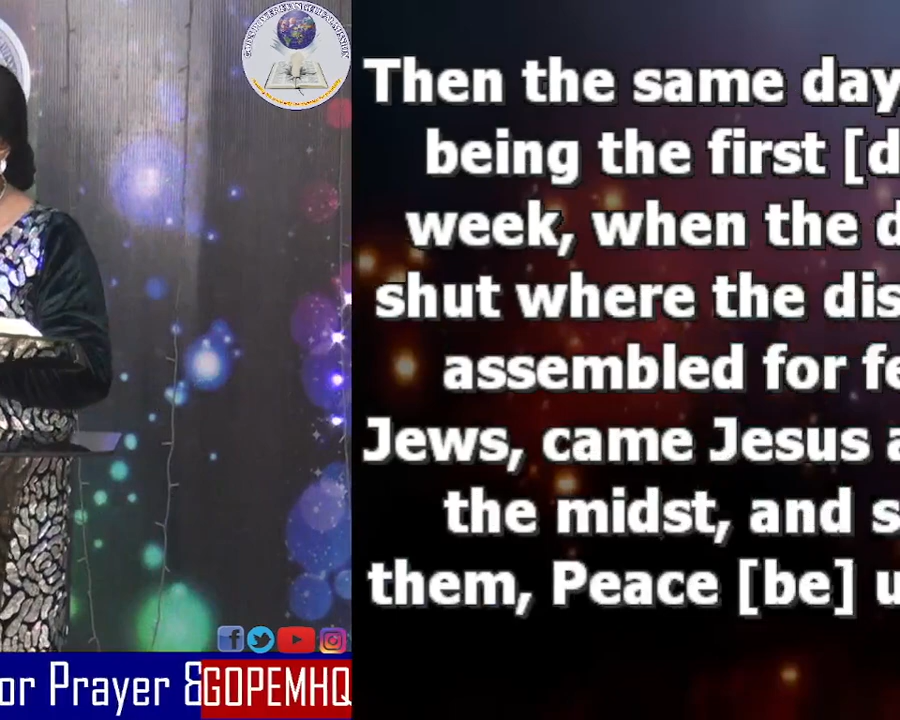 Then the same day
being the first [d
week, when the d
shut where the dis
assembled for fe
Jews, came Jesus a
the midst, and s
them, Peace [be] u
or Prayer &
GOPEMHQ